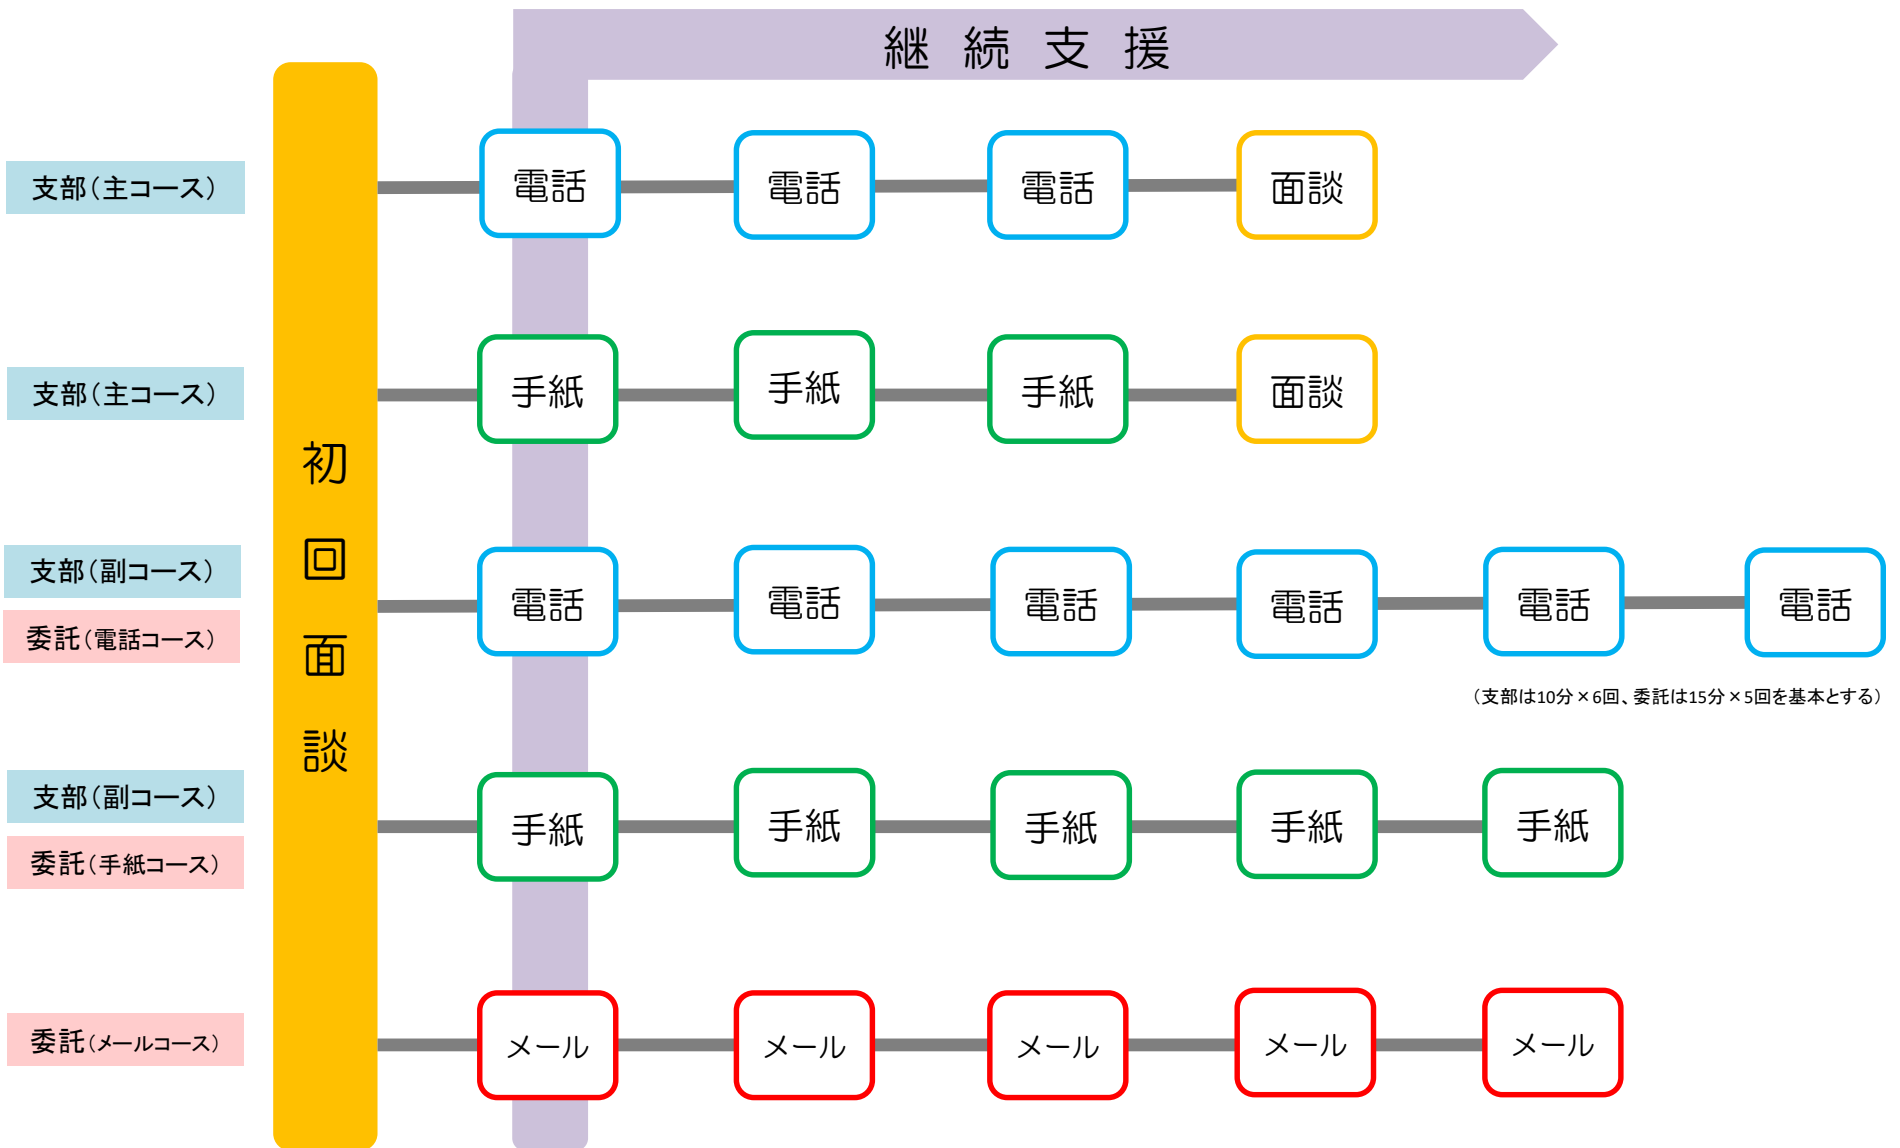 継続支援
初回面談
支部（主コース）
電話 電話 電話 面談
支部（主コース）
手紙 手紙 手紙 面談
支部（副コース）
委託（電話コース）
電話 電話 電話 電話 電話 電話
（支部は10分×6回、委託は15分×5回を基本とする）
支部（副コース）
委託（手紙コース）
手紙 手紙 手紙 手紙 手紙
委託（メールコース）
メール メール メール メール メール